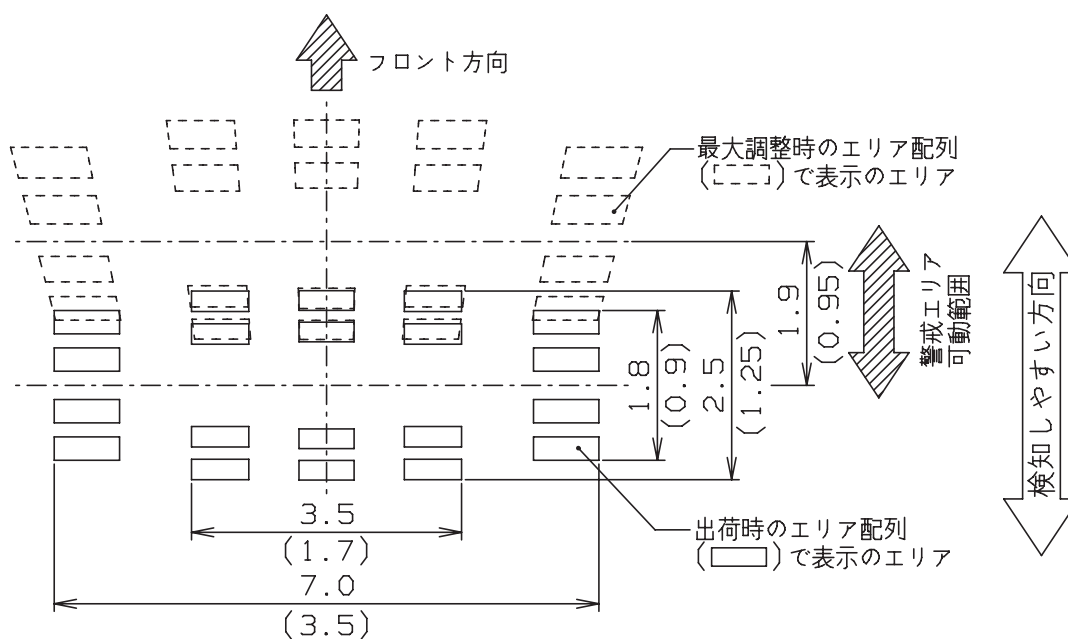 フロント方向
最大調整時のエリア配列
( )で表示のエリア
1.9
(0.95)
警戒エリア
可動範囲
検知しやすい方向
1.8
(0.9)
2.5
(1.25)
3.5
(1.7)
出荷時のエリア配列
( )で表示のエリア
7.0
(3.5)